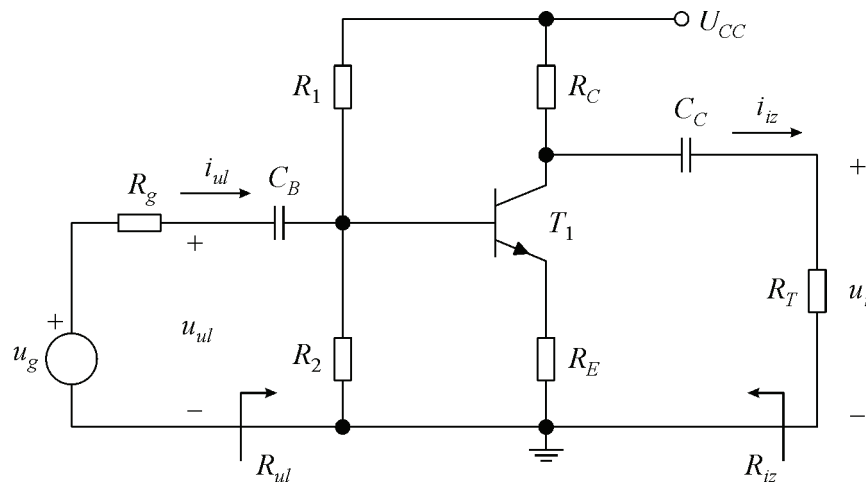 U_CC
R_1
R_C
C_C
i_iz
i_ul
R_g
C_B
+
+
T_1
+
u_g
u_ul
R_2
R_E
R_T
−
−
R_ul
R_iz